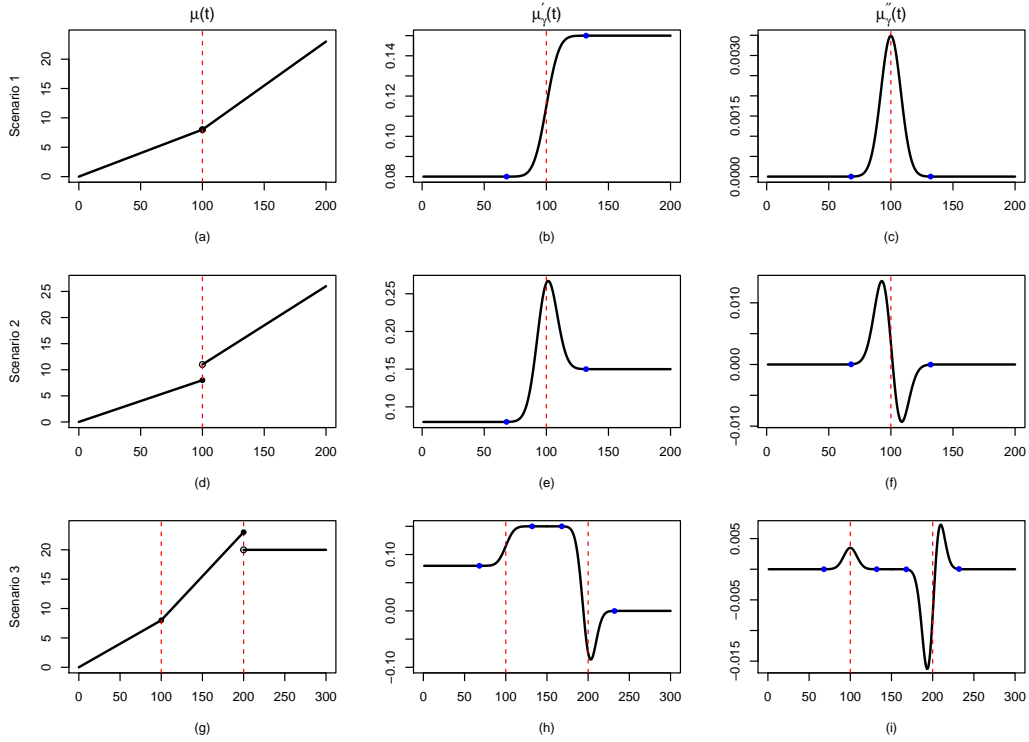 μ(t) μ′γ(t) μ″γ(t)
Scenario 1
0 5 10 15 20
0.08 0.10 0.12 0.14
0.0000 0.0015 0.0030
0 50 100 150 200
0 50 100 150 200
0 50 100 150 200
(a) (b) (c)
Scenario 2
0 5 10 15 20 25
0.10 0.15 0.20 0.25
−0.010 0.000 0.010
0 50 100 150 200
0 50 100 150 200
0 50 100 150 200
(d) (e) (f)
Scenario 3
0 5 10 15 20
−0.10 0.00 0.10
−0.015 −0.005 0.005
0 50 100 150 200 250 300
0 50 100 150 200 250 300
0 50 100 150 200 250 300
(g) (h) (i)